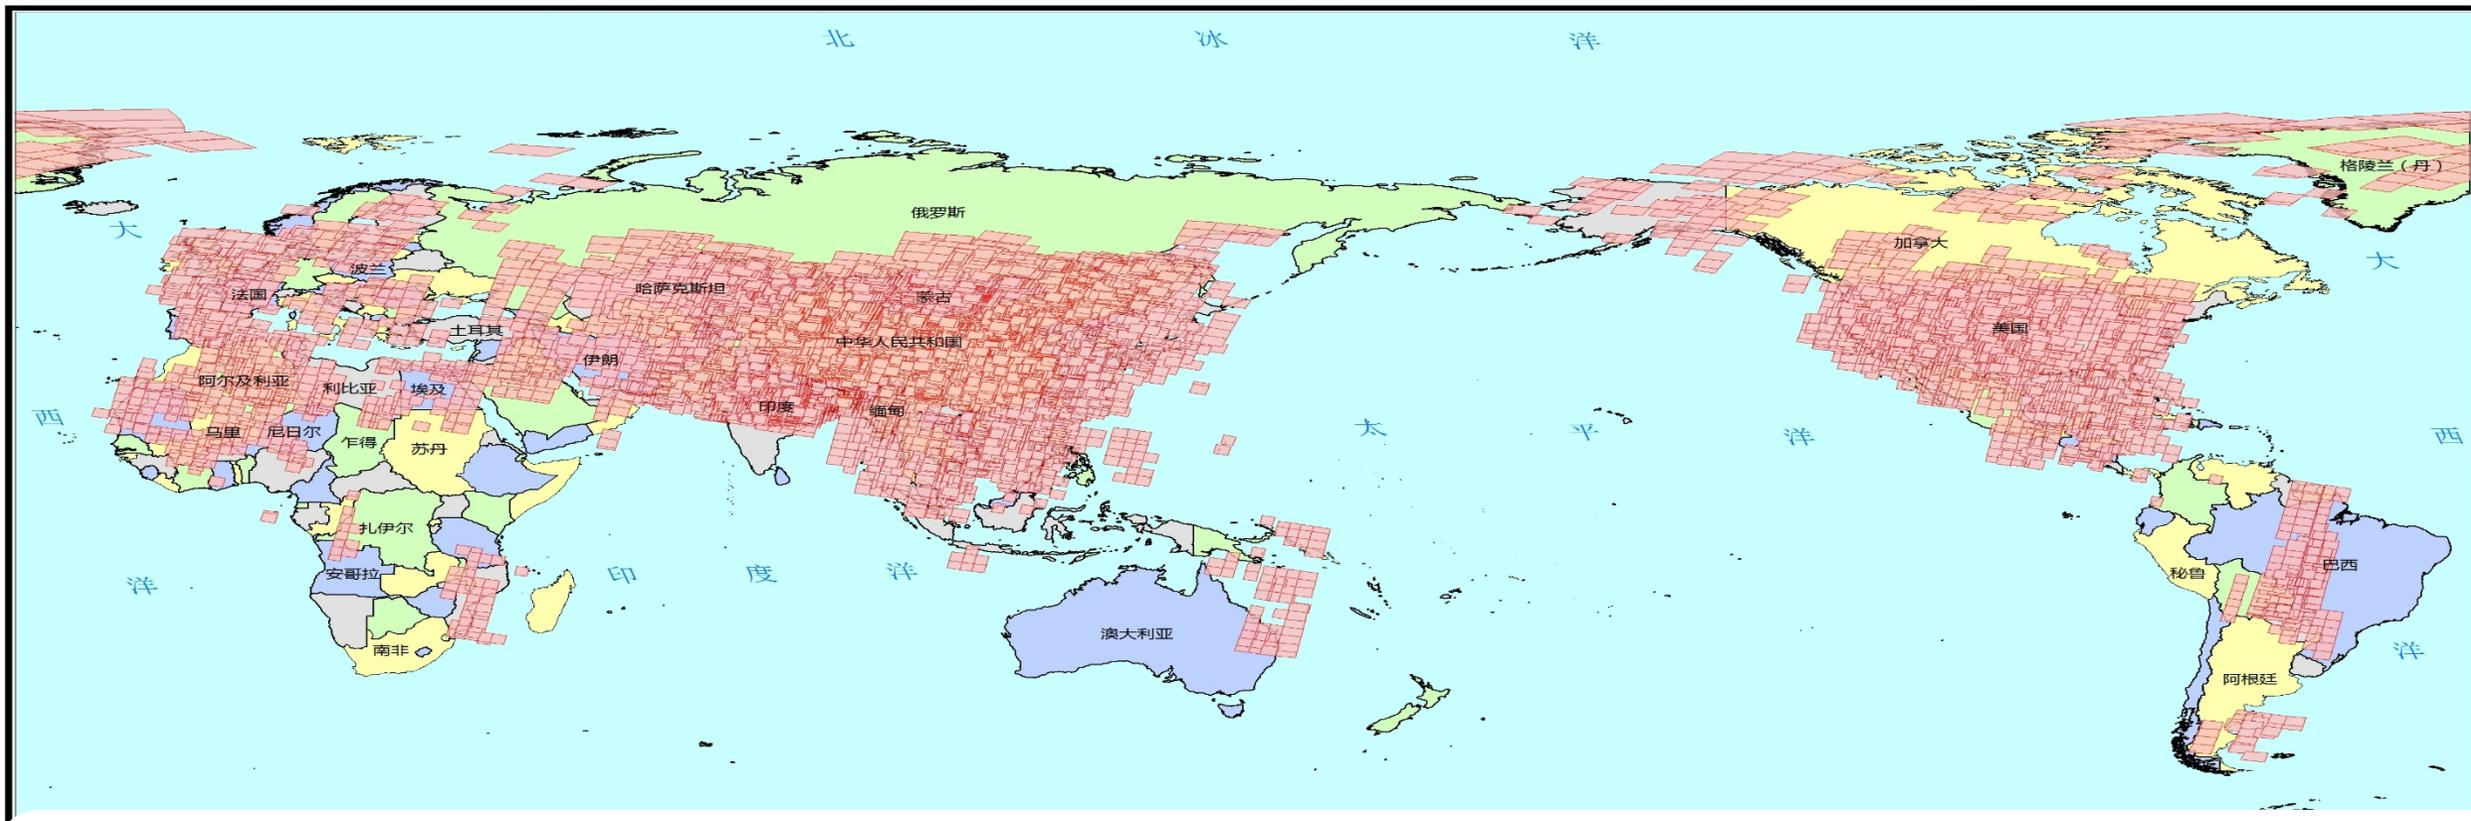 北 冰 洋
格陵兰（丹）
俄罗斯
大
加拿大
大
波兰
法国
哈萨克斯坦
蒙古
土耳其
美国
中华人民共和国
伊朗
阿尔及利亚
利比亚
埃及
西
印度
缅甸
马里
尼日尔
乍得
苏丹
太 平 洋
西
扎伊尔
安哥拉
洋
印 度 洋
秘鲁
巴西
澳大利亚
南非
洋
阿根廷